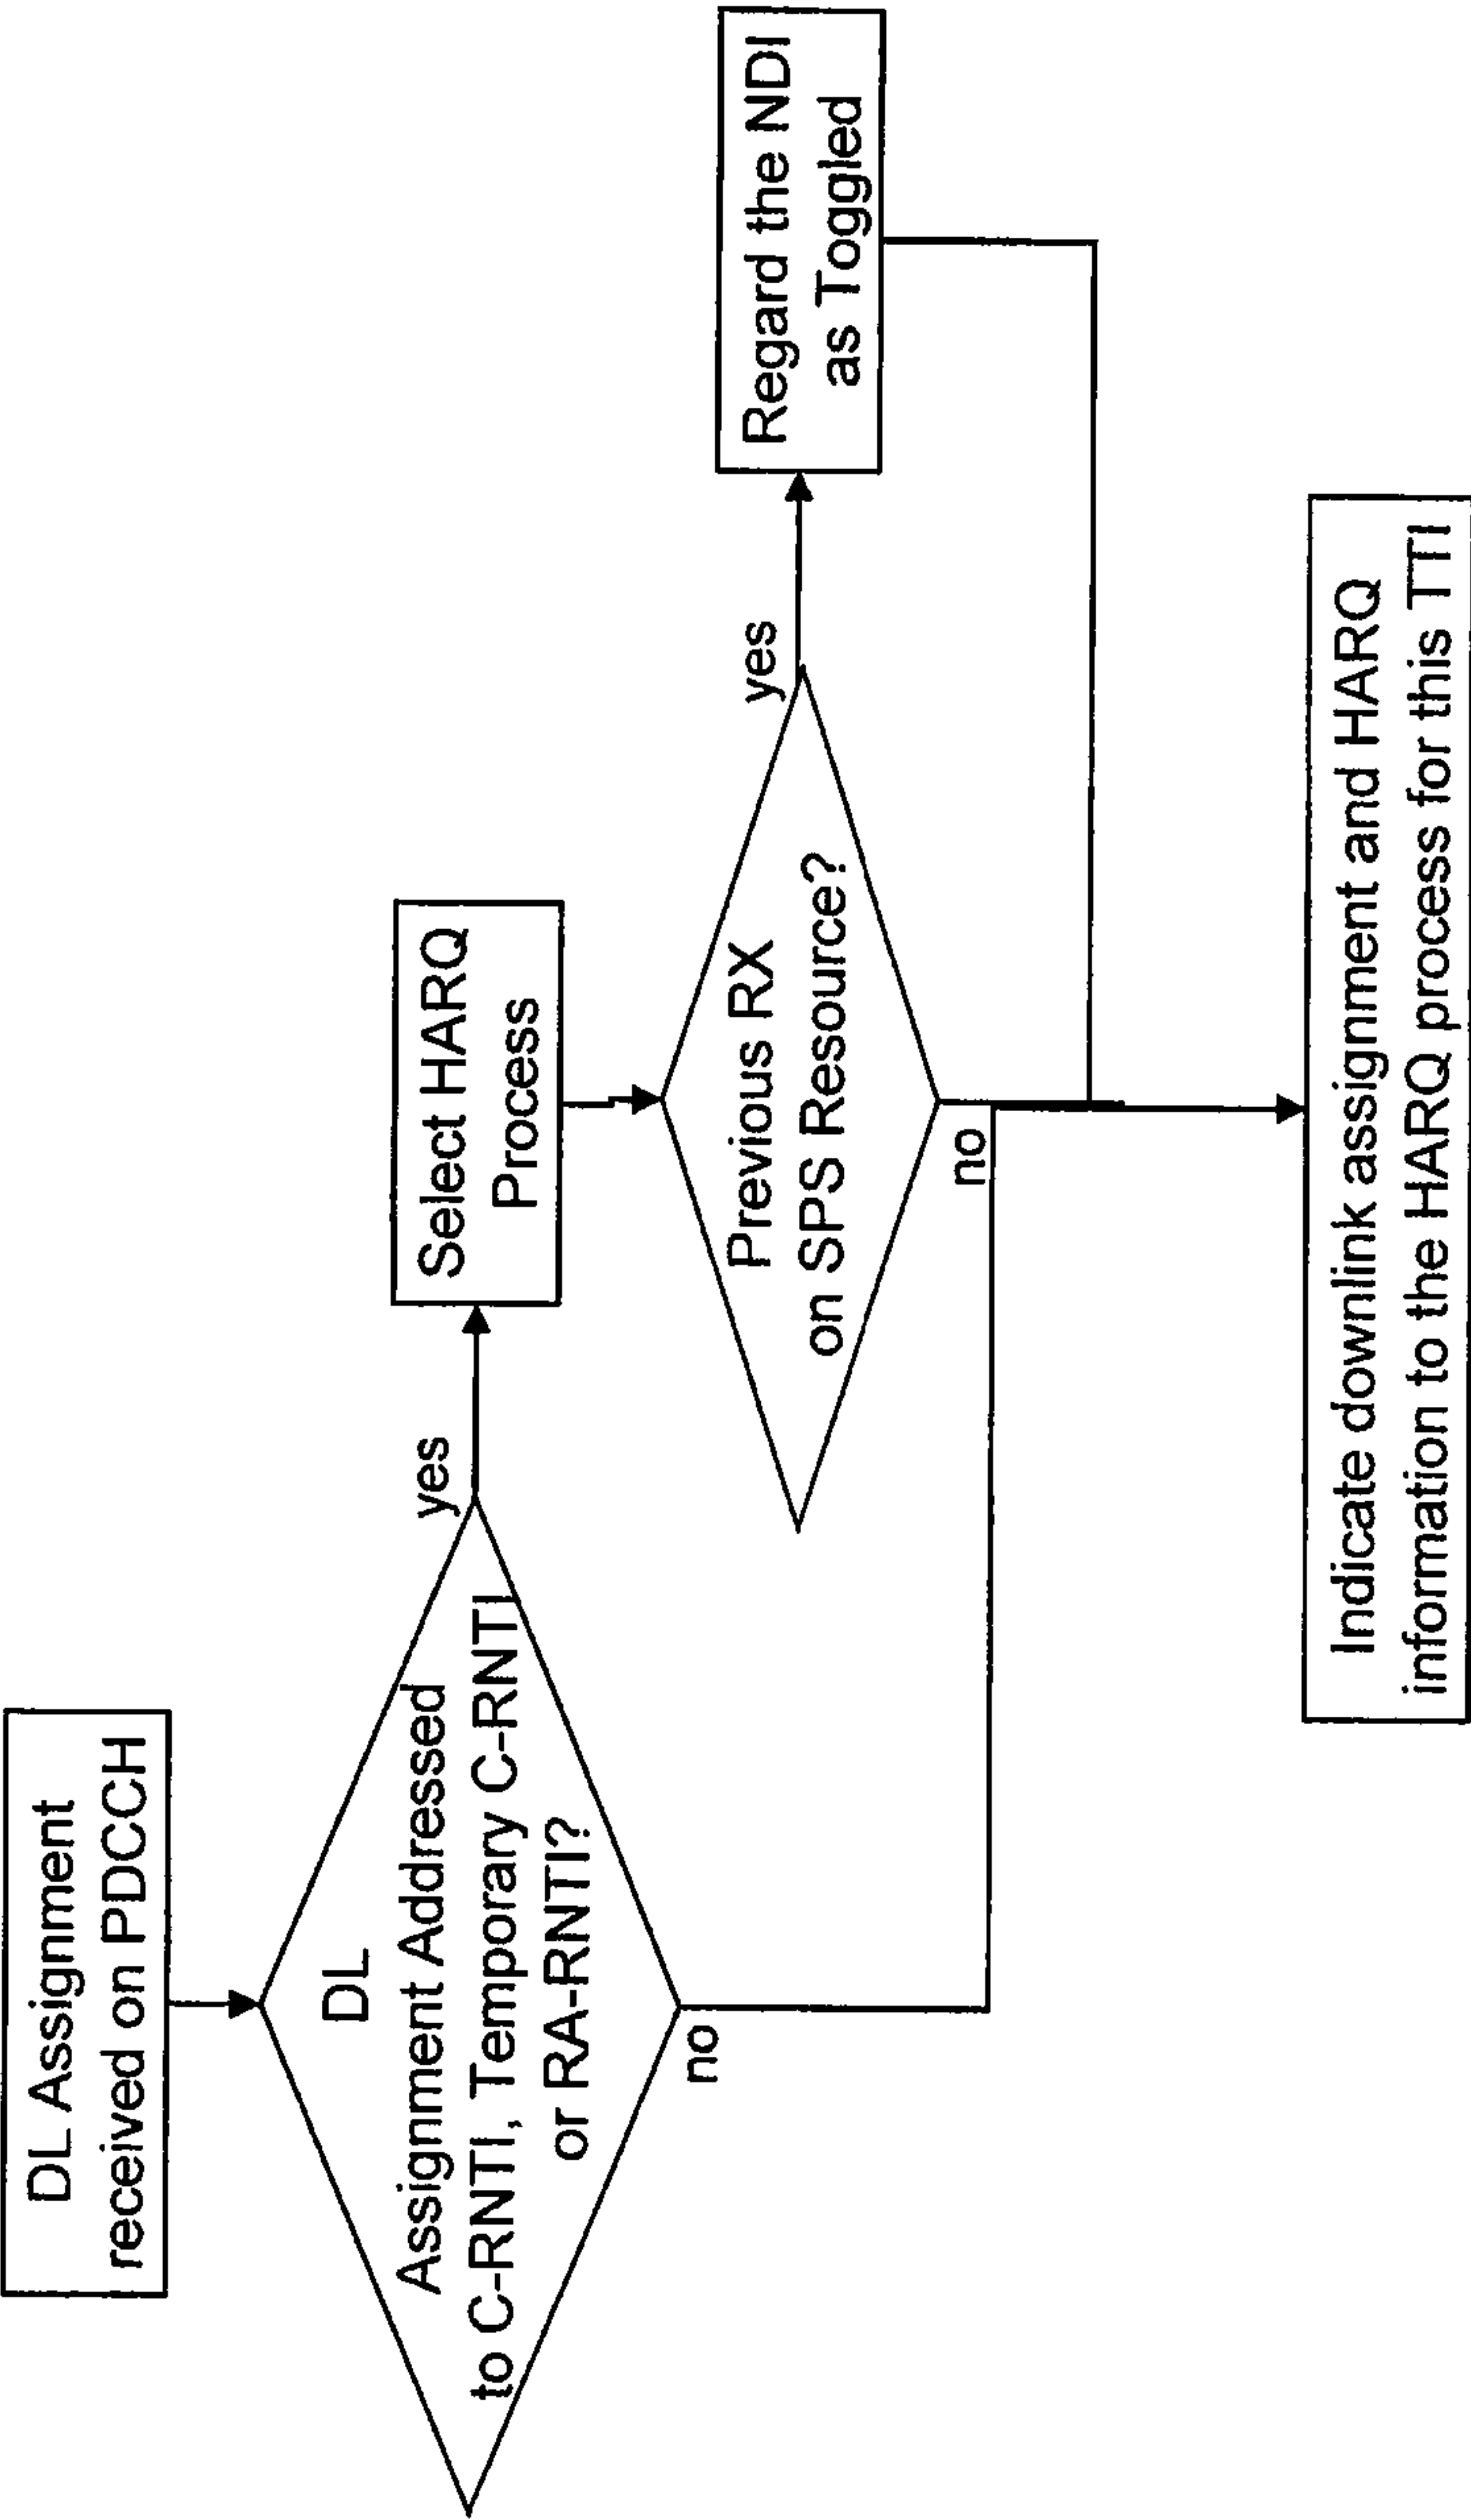 DL Assignment
received on PDCCH
DL
Assignment Addressed
to C-RNTI, Temporary C-RNTI
or RA-RNTI?
yes
no
Select HARQ
Process
Previous RX
on SPS Resource?
yes
no
Regard the NDI
as Toggled
Indicate downlink assignment and HARQ
information to the HARQ process for this TTI